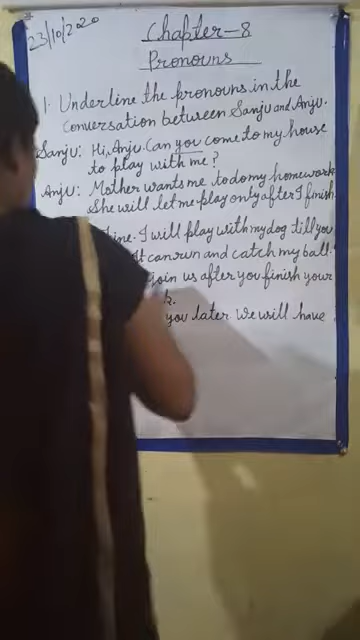 23/10/2020
Chapter-8
Pronouns
1. Underline the pronouns in the
conversation between Sanju and Anju.
Sanju: Hi, Anju. Can you come to my house
to play with me?
Anju: Mother wants me to do my homework
She will let me play only after I finish
ine. I will play with my dog till you
It can run and catch my ball.
join us after you finish your
k.
you later We will have